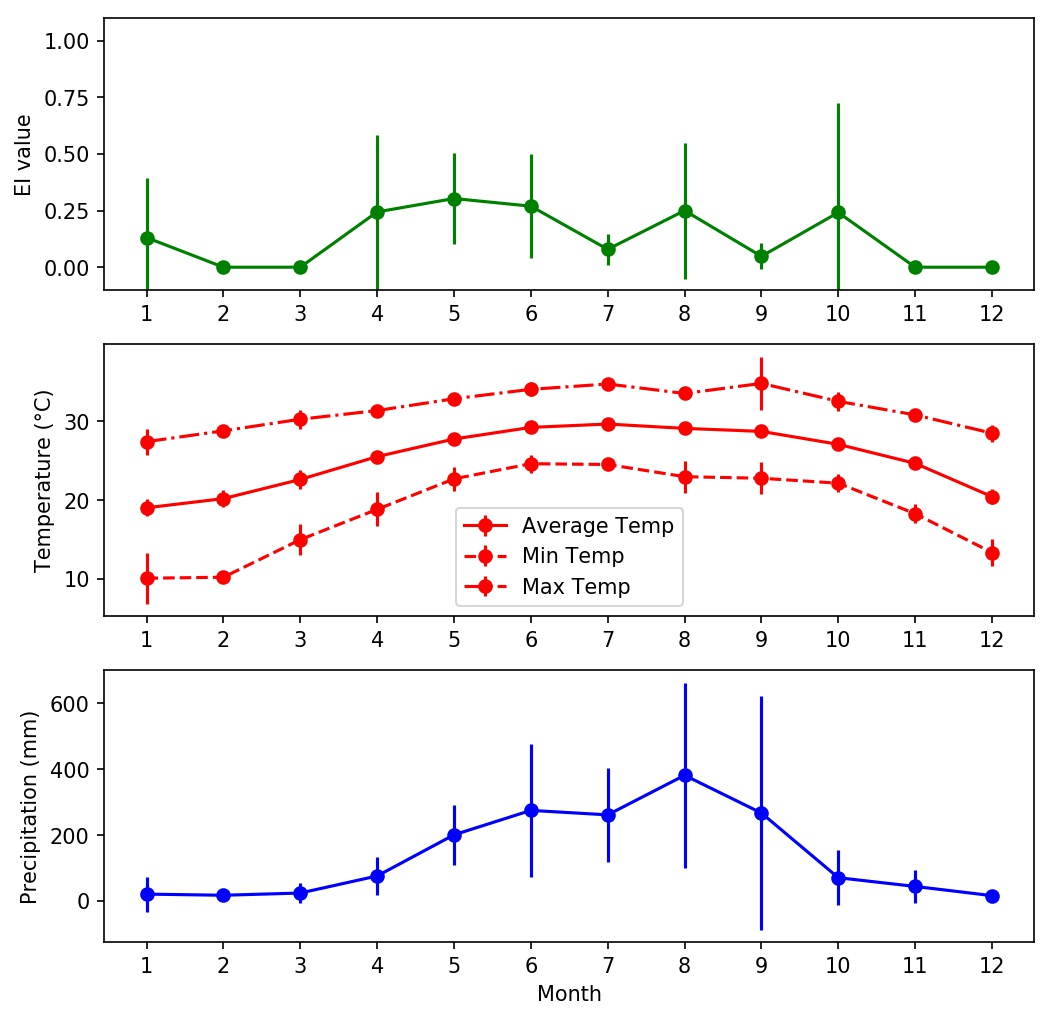 EI value
1.00
0.75
0.50
0.25
0.00
1 2 3 4 5 6 7 8 9 10 11 12
Temperature (°C)
30
20
10
Average Temp
Min Temp
Max Temp
1 2 3 4 5 6 7 8 9 10 11 12
Precipitation (mm)
600
400
200
0
1 2 3 4 5 6 7 8 9 10 11 12
Month